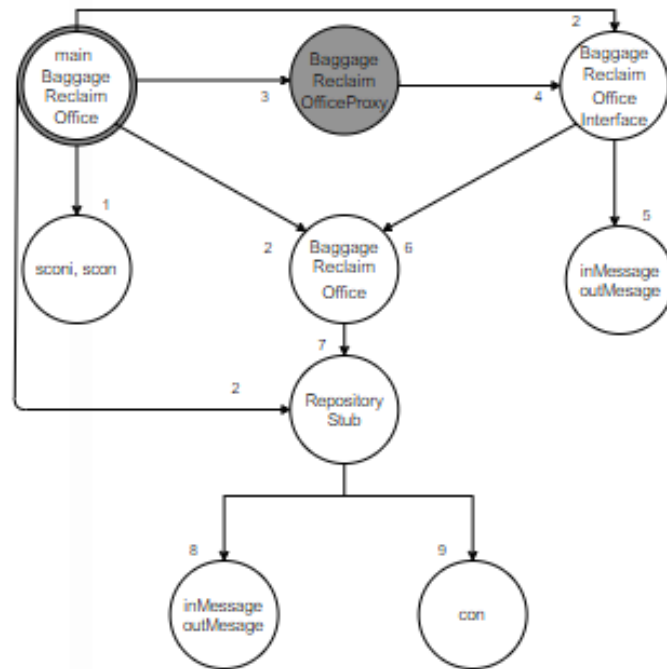 2
main
Baggage
Reclaim
Office
Baggage
Reclaim
OfficeProxy
Baggage
Reclaim
Office
Interface
3
4
1
2
6
5
sconi, scon
Baggage
Reclaim
Office
inMessage
outMesage
7
2
Repository
Stub
8
9
inMessage
outMesage
con